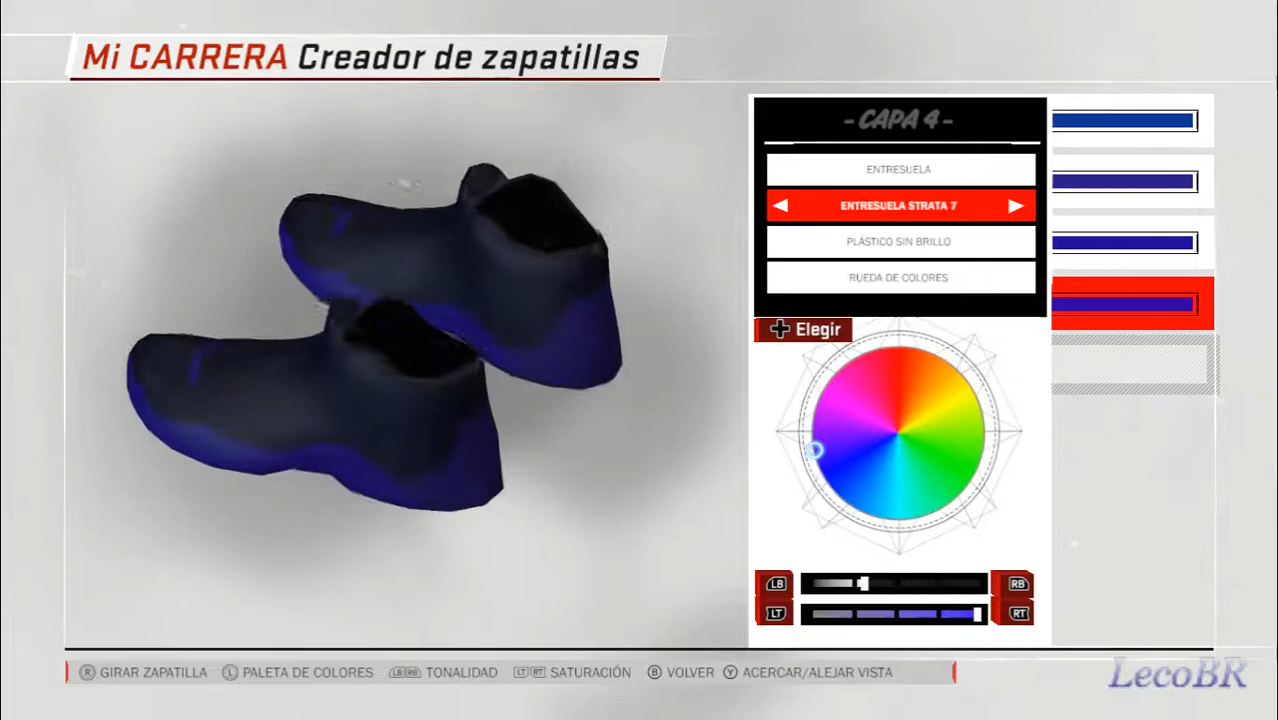 Mi CARRERA Creador de zapatillas
- CAPA 4 -
ENTRESUELA
ENTRESUELA STRATA 7
PLÁSTICO SIN BRILLO
RUEDA DE COLORES
Elegir
LB RB
LT RT
R GIRAR ZAPATILLA L PALETA DE COLORES LB RB TONALIDAD LT RT SATURACIÓN B VOLVER Y ACERCAR/ALEJAR VISTA
LecoBR